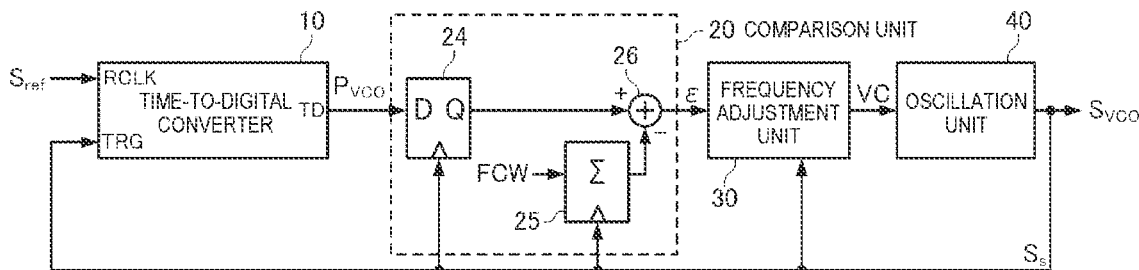 10
S_ref
RCLK
TIME-TO-DIGITAL
CONVERTER
TD
TRG
P_VCO
24
D Q
FCW
25
Σ
26
+
+
−
20 COMPARISON UNIT
ε
FREQUENCY
ADJUSTMENT
UNIT
30
VC
40
OSCILLATION
UNIT
S_VCO
S_s